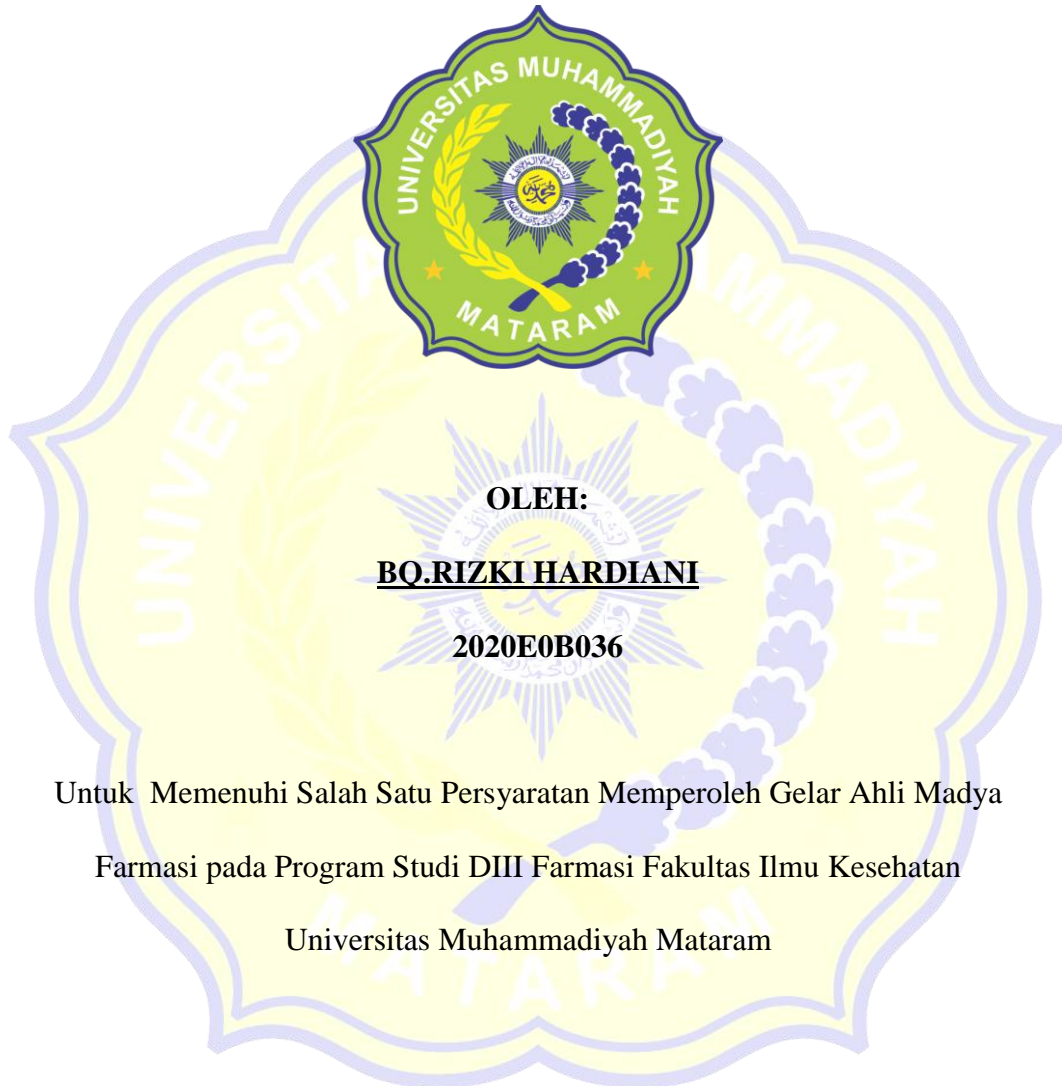 UNIVERSITAS MUHAMMADIYAH
MATARAM
OLEH:
BQ.RIZKI HARDIANI
2020E0B036
Untuk Memenuhi Salah Satu Persyaratan Memperoleh Gelar Ahli Madya
Farmasi pada Program Studi DIII Farmasi Fakultas Ilmu Kesehatan
Universitas Muhammadiyah Mataram